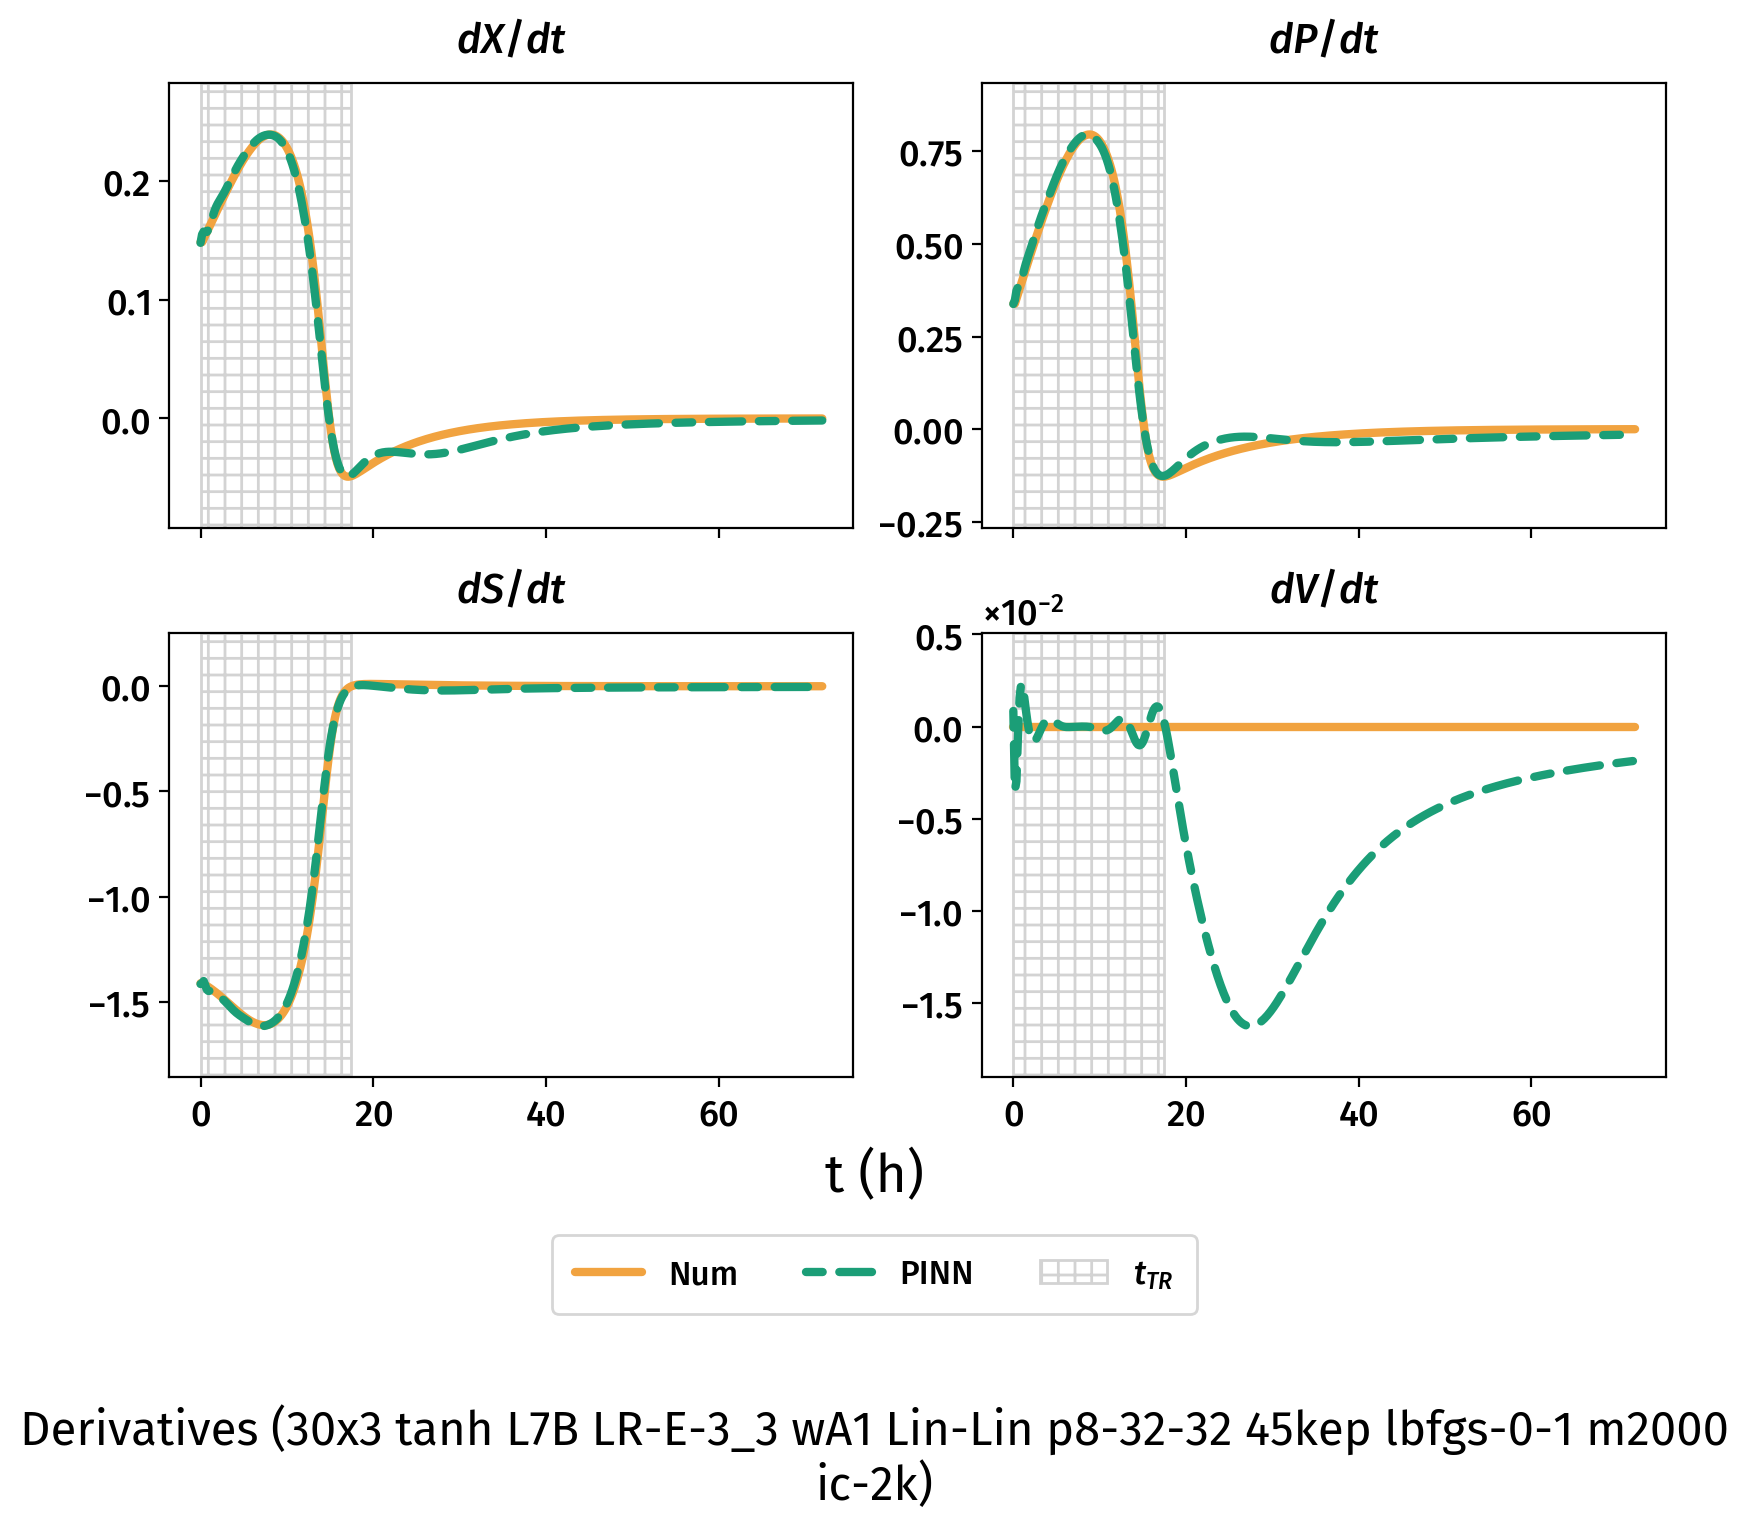 dX/dt
dP/dt
0.2
0.1
0.0
0.75
0.50
0.25
0.00
−0.25
dS/dt
dV/dt
×10⁻²
0.0
−0.5
−1.0
−1.5
0.5
0.0
−0.5
−1.0
−1.5
0 20 40 60
0 20 40 60
t (h)
Num PINN t_TR
Derivatives (30x3 tanh L7B LR-E-3_3 wA1 Lin-Lin p8-32-32 45kep lbfgs-0-1 m2000
ic-2k)